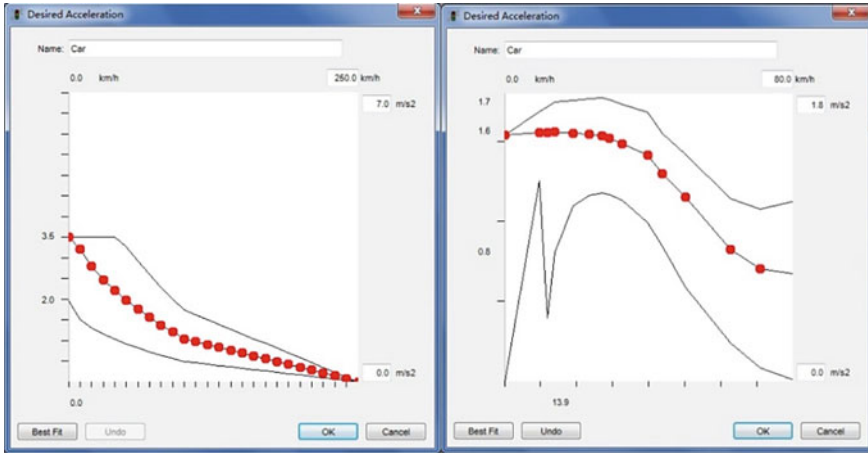 Desired Acceleration
Name: Car
0.0 km/h 250.0 km/h
7.0 m/s2
3.5
2.0
0.0 m/s2
0.0
Best Fit Undo OK Cancel
Desired Acceleration
Name: Car
0.0 km/h 80.0 km/h
1.7
1.8 m/s2
1.6
0.8
0.0 m/s2
13.9
Best Fit Undo OK Cancel